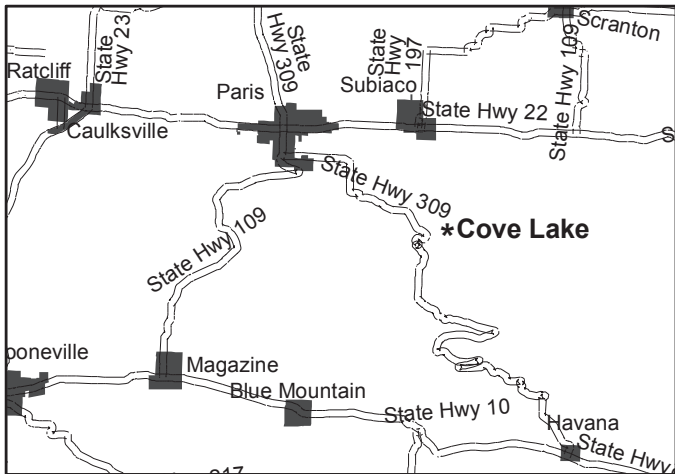 Scranton
State Hwy 23
State Hwy 309
State Hwy 197
State Hwy 109
Ratcliff
Paris
Subiaco
State Hwy 22
Caulksville
State Hwy 309
*Cove Lake
State Hwy 109
Magazine
Blue Mountain
State Hwy 10
Havana
State Hwy